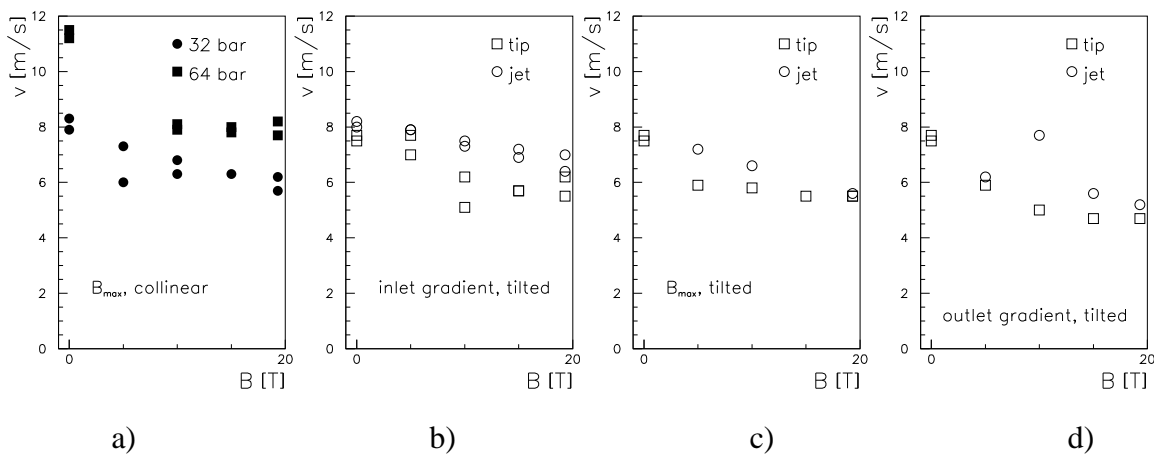 12
10
8
6
4
2
0
v [m/s]
32 bar
64 bar
B max, collinear
0
20
B [T]
a)
12
10
8
6
4
2
0
v [m/s]
tip
jet
inlet gradient, tilted
0
20
B [T]
b)
12
10
8
6
4
2
0
v [m/s]
tip
jet
B max, tilted
0
20
B [T]
c)
12
10
8
6
4
2
0
v [m/s]
tip
jet
outlet gradient, tilted
0
20
B [T]
d)